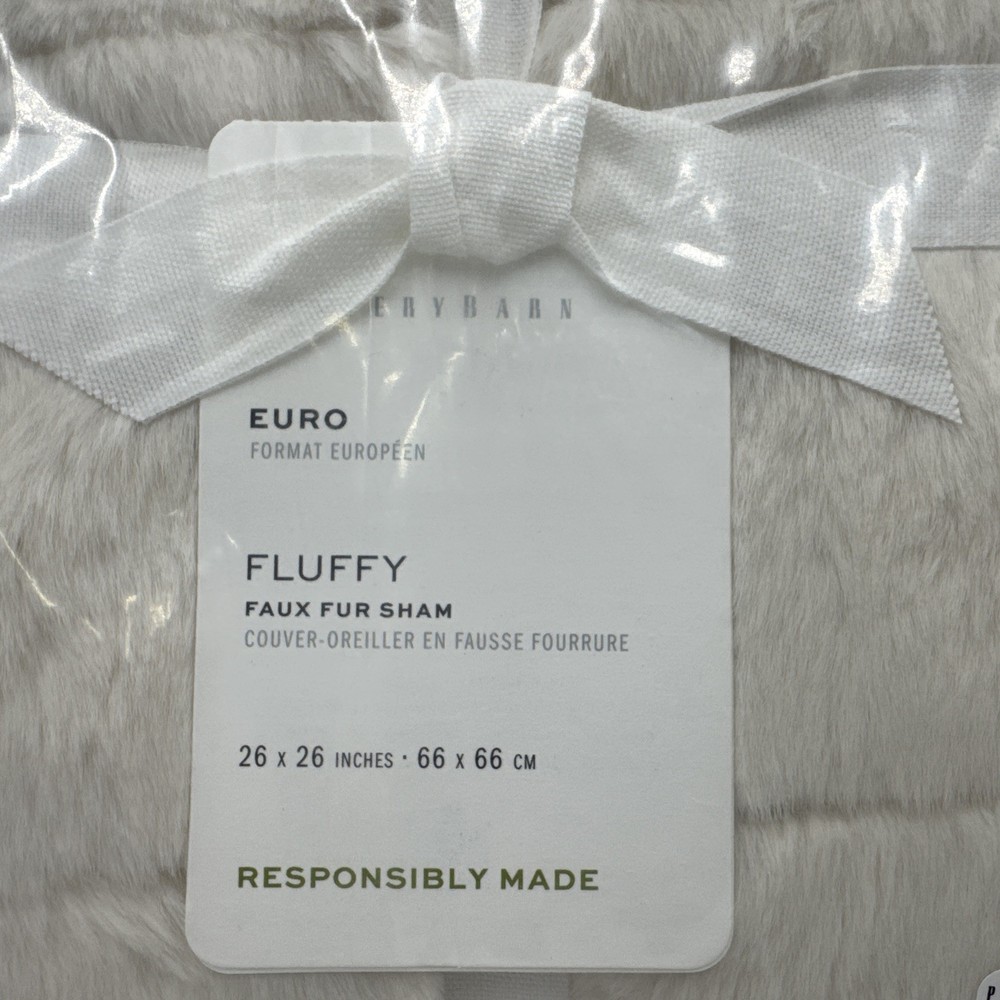 ERYBARN
EURO
FORMAT EUROPÉEN
FLUFFY
FAUX FUR SHAM
COUVER-OREILLER EN FAUSSE FOURRURE
26 x 26 INCHES · 66 x 66 CM
RESPONSIBLY MADE